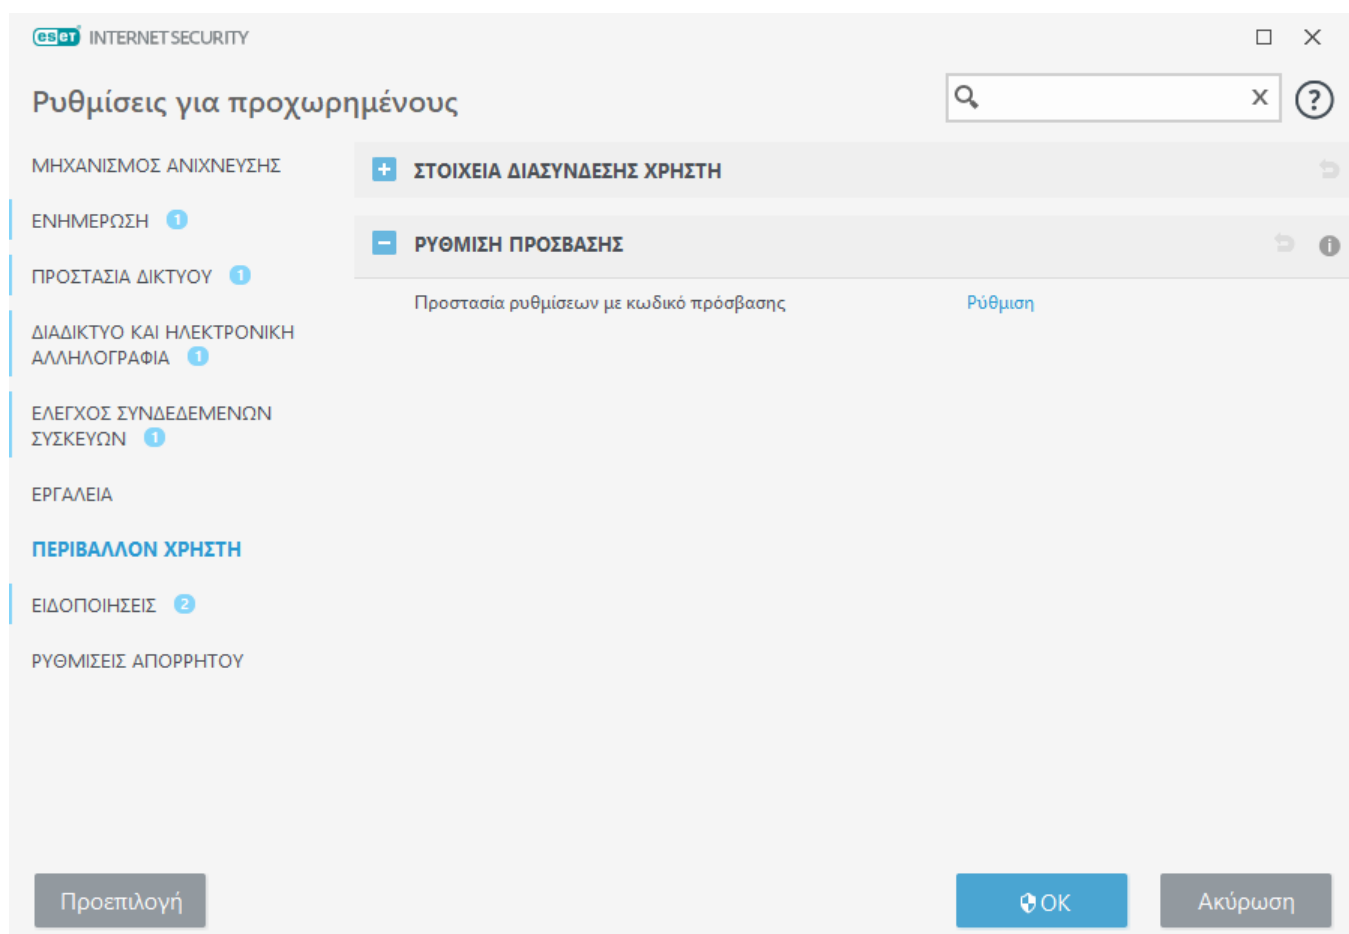 eset INTERNET SECURITY
Ρυθμίσεις για προχωρημένους
x
?
ΜΗΧΑΝΙΣΜΟΣ ΑΝΙΧΝΕΥΣΗΣ
ΕΝΗΜΕΡΩΣΗ 1
ΠΡΟΣΤΑΣΙΑ ΔΙΚΤΥΟΥ 1
ΔΙΑΔΙΚΤΥΟ ΚΑΙ ΗΛΕΚΤΡΟΝΙΚΗ
ΑΛΛΗΛΟΓΡΑΦΙΑ 1
ΕΛΕΓΧΟΣ ΣΥΝΔΕΔΕΜΕΝΩΝ
ΣΥΣΚΕΥΩΝ 1
ΕΡΓΑΛΕΙΑ
ΠΕΡΙΒΑΛΛΟΝ ΧΡΗΣΤΗ
ΕΙΔΟΠΟΙΗΣΕΙΣ 2
ΡΥΘΜΙΣΕΙΣ ΑΠΟΡΡΗΤΟΥ
ΣΤΟΙΧΕΙΑ ΔΙΑΣΥΝΔΕΣΗΣ ΧΡΗΣΤΗ
ΡΥΘΜΙΣΗ ΠΡΟΣΒΑΣΗΣ
Προστασία ρυθμίσεων με κωδικό πρόσβασης Ρύθμιση
Προεπιλογή
OK
Ακύρωση